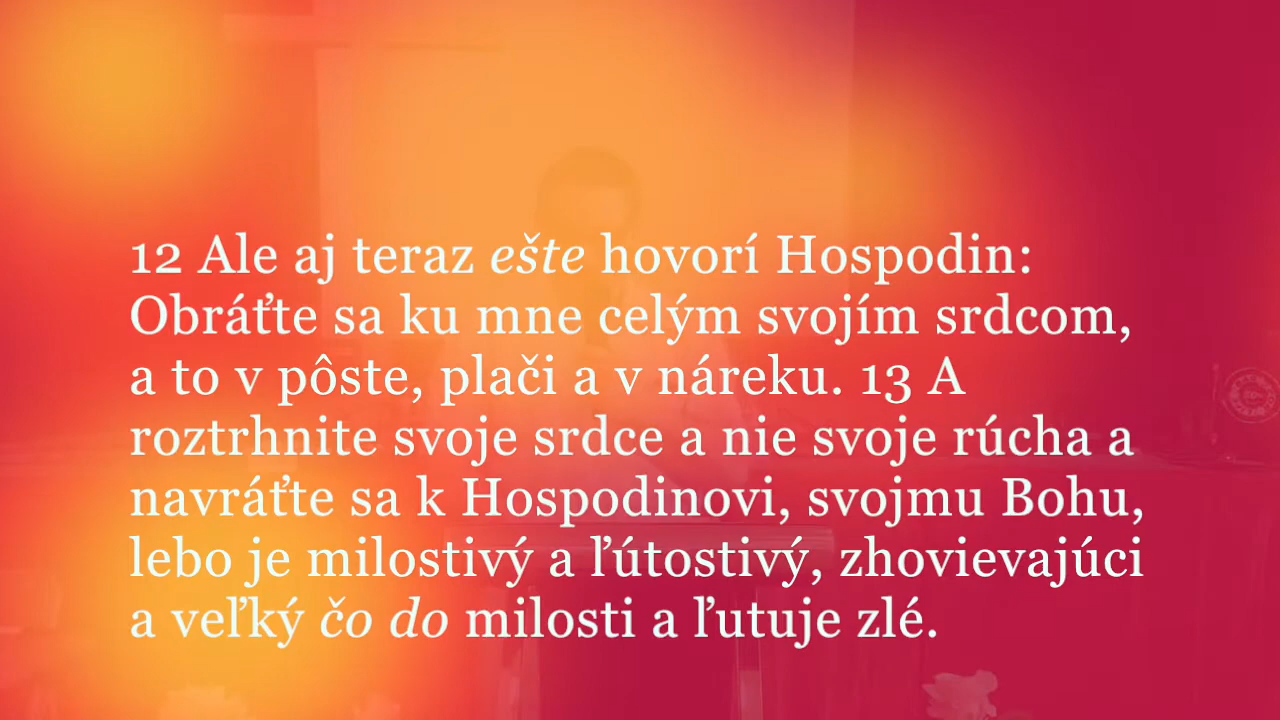 12 Ale aj teraz ešte hovorí Hospodin:
Obráťte sa ku mne celým svojím srdcom,
a to v pôste, plači a v náreku. 13 A
roztrhnite svoje srdce a nie svoje rúcha a
navráťte sa k Hospodinovi, svojmu Bohu,
lebo je milostivý a ľútostivý, zhovievajúci
a veľký čo do milosti a ľutuje zlé.